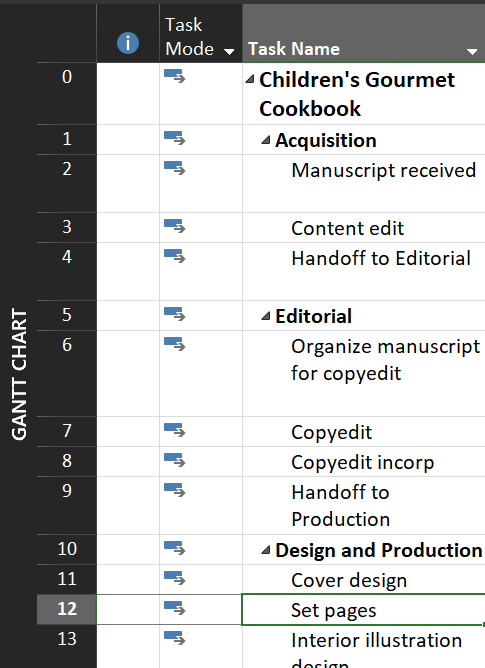 Task
Mode
Task Name
0
Children's Gourmet
Cookbook
1
Acquisition
2
Manuscript received
3
Content edit
4
Handoff to Editorial
5
Editorial
6
Organize manuscript
for copyedit
7
Copyedit
8
Copyedit incorp
9
Handoff to
Production
10
Design and Production
11
Cover design
12
Set pages
13
Interior illustration
design
GANTT CHART